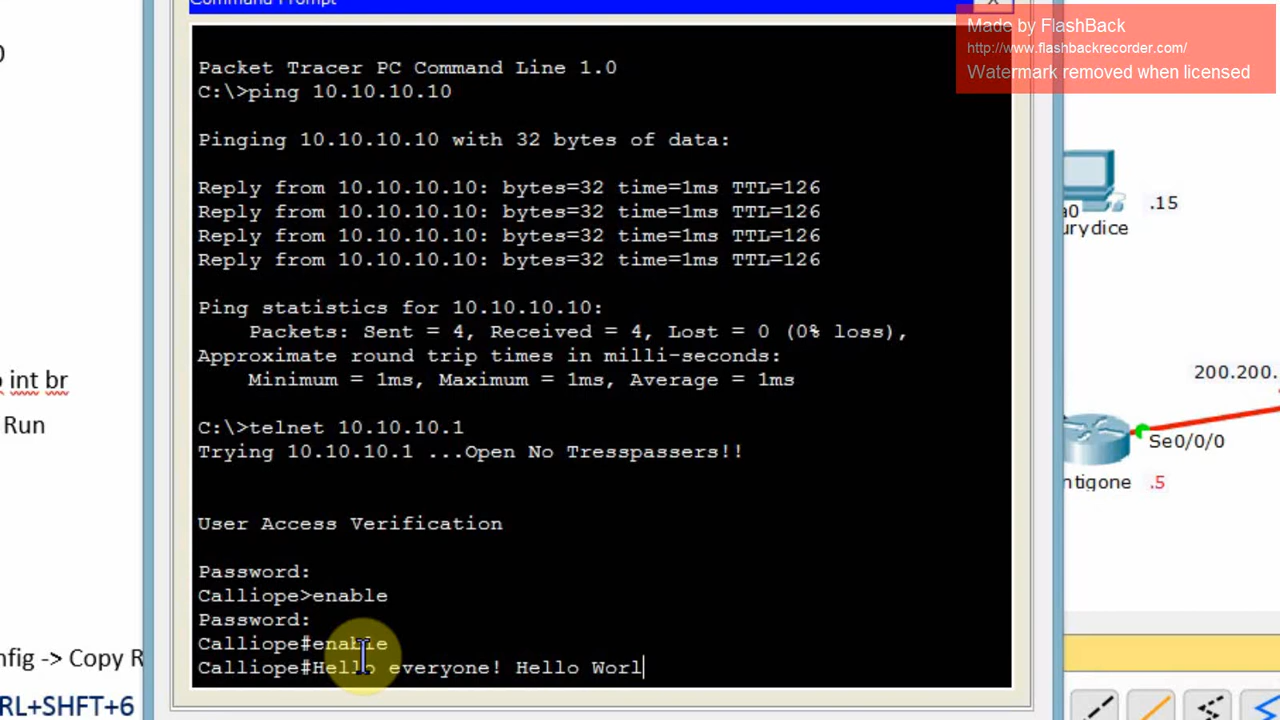 Command Prompt
Made by FlashBack
http://www.flashbackrecorder.com/
Watermark removed when licensed
0
Packet Tracer PC Command Line 1.0
C:\>ping 10.10.10.10
Pinging 10.10.10.10 with 32 bytes of data:
Reply from 10.10.10.10: bytes=32 time=1ms TTL=126
Reply from 10.10.10.10: bytes=32 time=1ms TTL=126
Reply from 10.10.10.10: bytes=32 time=1ms TTL=126
Reply from 10.10.10.10: bytes=32 time=1ms TTL=126
Ping statistics for 10.10.10.10:
Packets: Sent = 4, Received = 4, Lost = 0 (0% loss),
Approximate round trip times in milli-seconds:
Minimum = 1ms, Maximum = 1ms, Average = 1ms
C:\>telnet 10.10.10.1
Trying 10.10.10.1 ...Open No Tresspassers!!
User Access Verification
Password:
Calliope>enable
Password:
Calliope#enable
Calliope#Hello everyone! Hello Worl
a0
.15
urydice
200.200.
Se0/0/0
ntigone .5
int br
Run
nfig -> Copy R
RL+SHFT+6